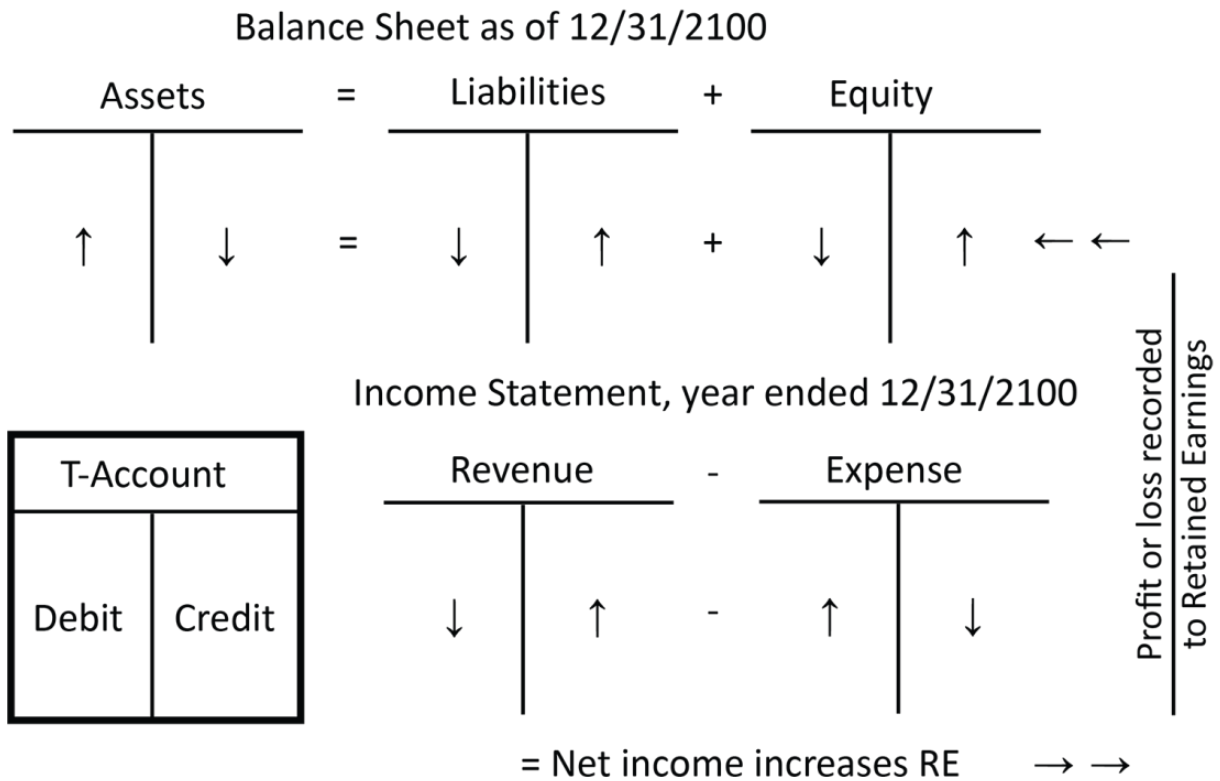 Balance Sheet as of 12/31/2100
Assets = Liabilities + Equity
↑ ↓ = ↓ ↑ + ↓ ↑ ← ←
Income Statement, year ended 12/31/2100
T-Account
Debit Credit
Revenue - Expense
↓ ↑ - ↑ ↓
= Net income increases RE → →
Profit or loss recorded
to Retained Earnings